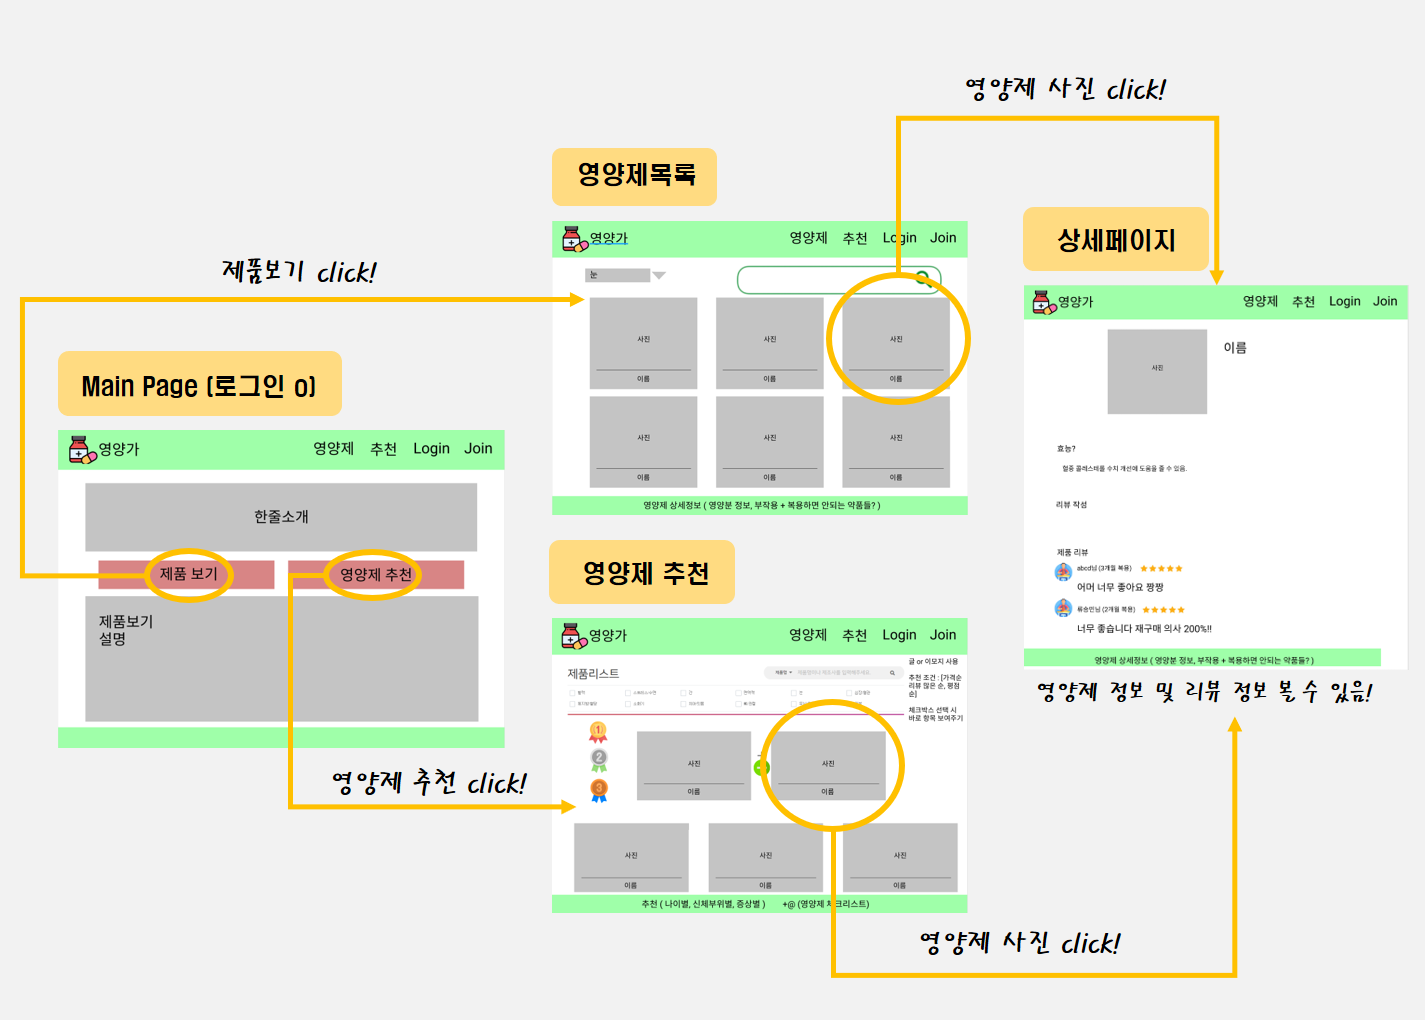 영양제 사진 click!
영양제목록
상세페이지
영양가
영양제 추천 Login Join
눈
사진
이름
사진
이름
사진
이름
사진
이름
사진
이름
사진
이름
영양제 상세정보 ( 영양분 정보, 부작용 + 복용하면 안되는 약품들? )
제품보기 click!
Main Page (로그인 o)
영양가
영양제 추천 Login Join
한줄소개
제품 보기
영양제 추천
제품보기
설명
영양제 추천 click!
영양가
영양제 추천 Login Join
사진
이름
효능?
혈중 콜레스테롤 수치 개선에 도움을 줄 수 있음.
리뷰 작성
제품 리뷰
abcd님 (3개월 복용)
어머 너무 좋아요 짱짱
류승민님 (2개월 복용)
너무 좋습니다 재구매 의사 200%!!
영양제 상세정보 ( 영양분 정보, 부작용 + 복용하면 안되는 약품들? )
영양제 정보 및 리뷰 정보 볼 수 있음!
영양제 추천
영양가
영양제 추천 Login Join
제품리스트
제품명
글 or 이모지 사용
추천 조건 : [가격순
리뷰 많은 순, 평점
순]
체크박스 선택 시
바로 항목 보여주기
1
2
3
사진
이름
사진
이름
사진
이름
사진
이름
사진
이름
추천 ( 나이별, 신체부위별, 증상별 ) +@ (영양제 체크리스트)
영양제 사진 click!